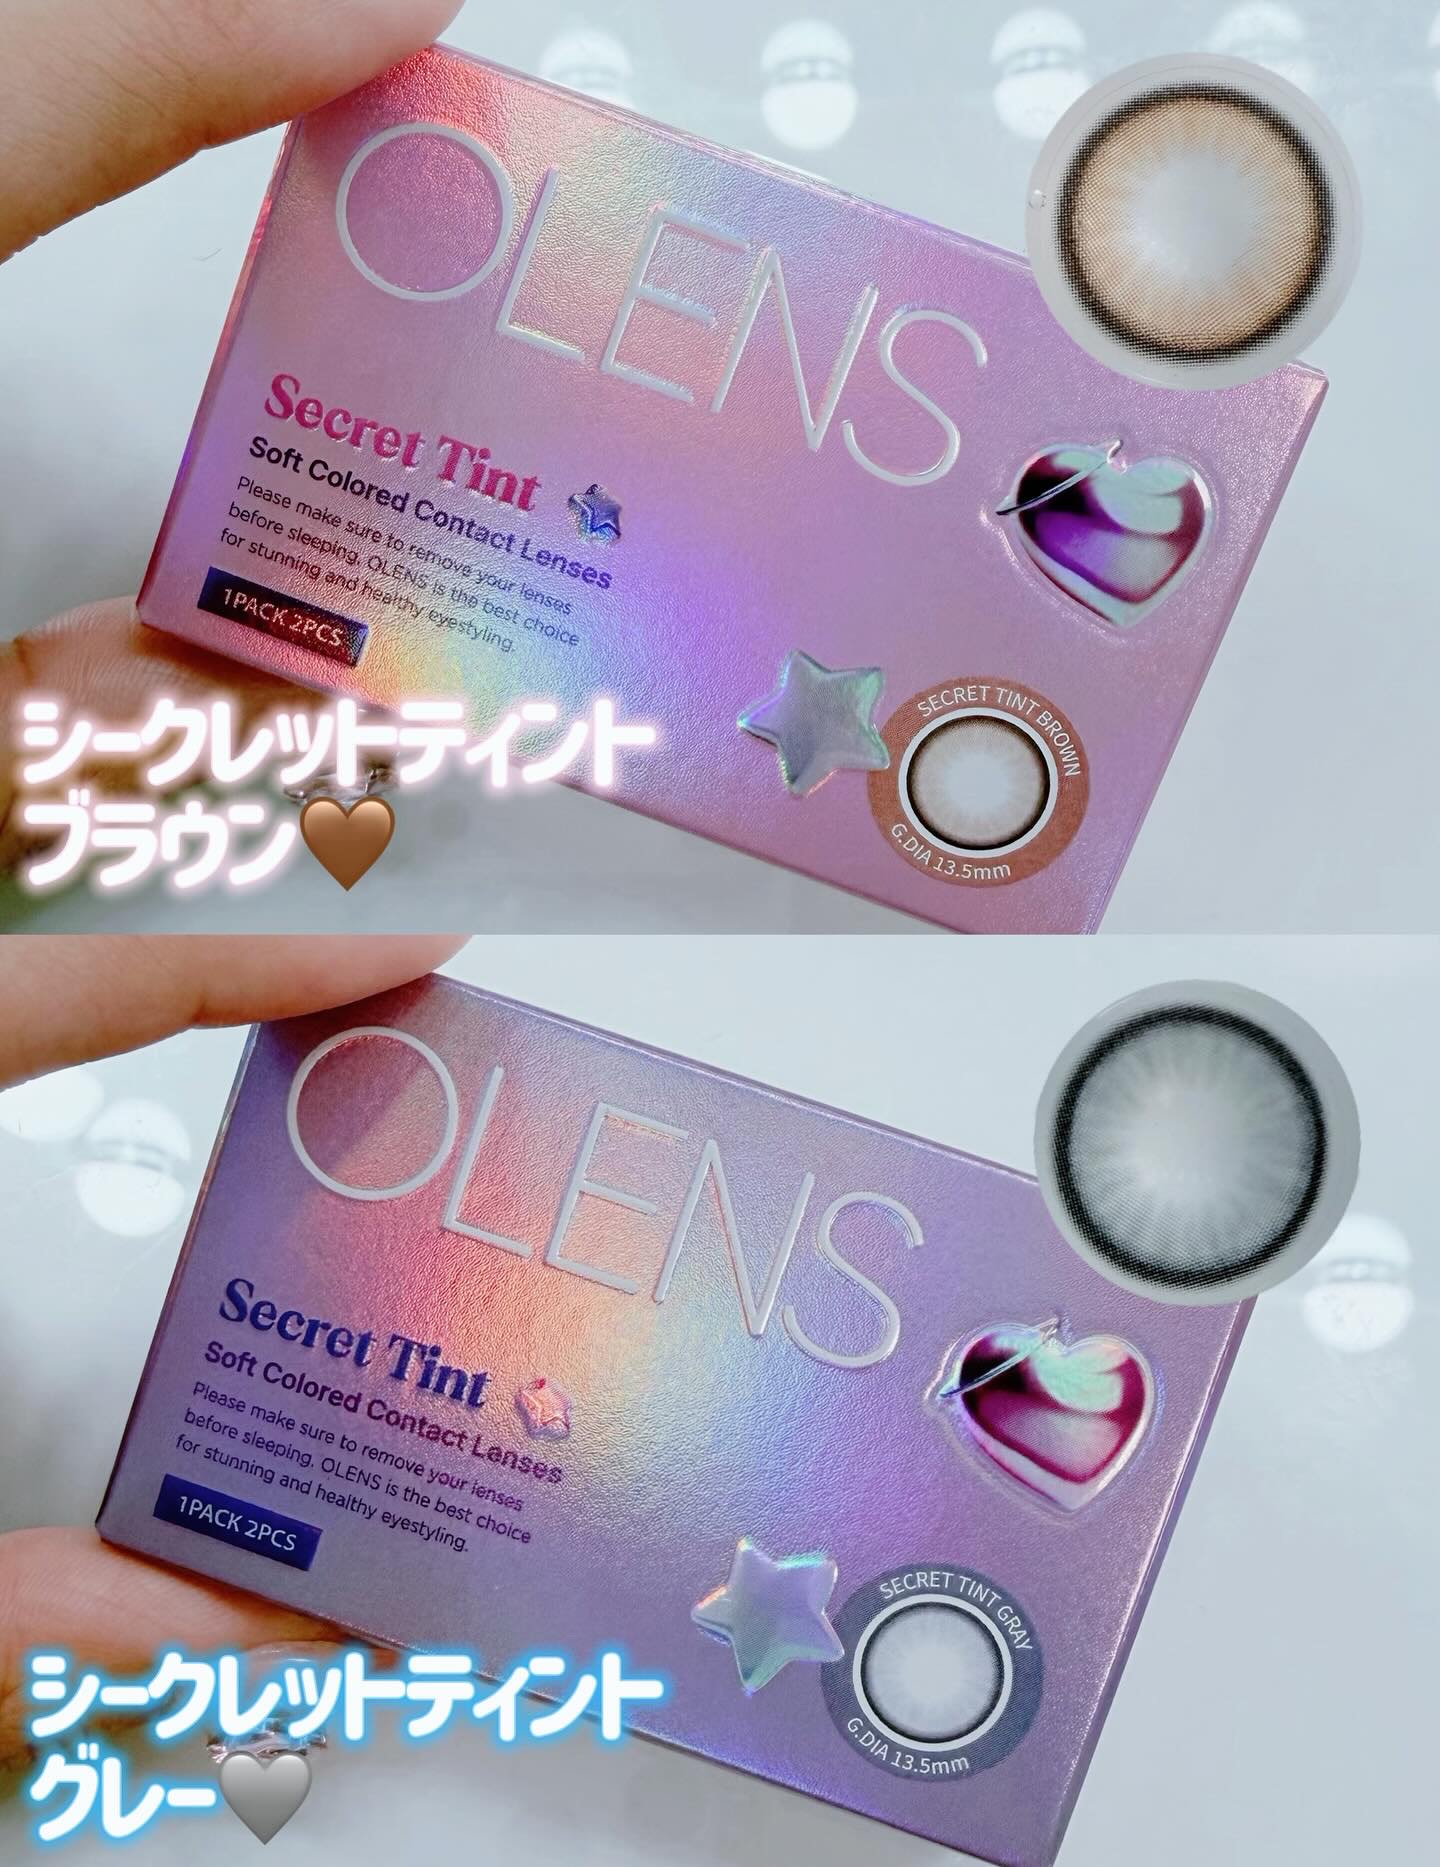 OLENS
Secret Tint
Soft Colored Contact Lenses
Please make sure to remove your lenses
before sleeping. OLENS is the best choice
for stunning and healthy eyestyling.
1PACK 2PCS
SECRET TINT BROWN
G.DIA 13.5mm
シークレットティント
ブラウン🤎
OLENS
Secret Tint
Soft Colored Contact Lenses
Please make sure to remove your lenses
before sleeping. OLENS is the best choice
for stunning and healthy eyestyling.
1PACK 2PCS
SECRET TINT GRAY
G.DIA 13.5mm
シークレットティント
グレー🩶